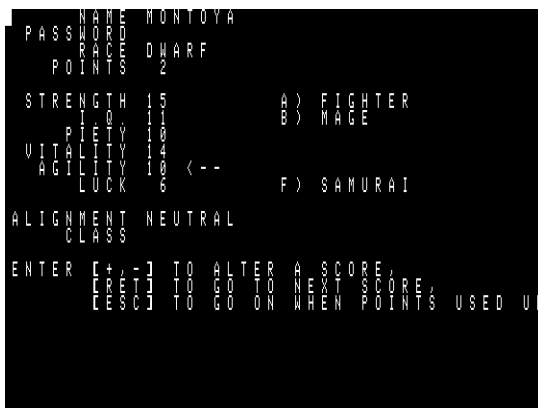 NAME MONTOYA
PASSWORD
RACE DWARF
POINTS 2
STRENGTH 15 A) FIGHTER
I.Q. 11 B) MAGE
PIETY 10
VITALITY 14
AGILITY 10 <--
LUCK 6 F) SAMURAI
ALIGNMENT NEUTRAL
CLASS
ENTER [+,-] TO ALTER A SCORE,
[RET] TO GO TO NEXT SCORE,
[ESC] TO GO ON WHEN POINTS USED U